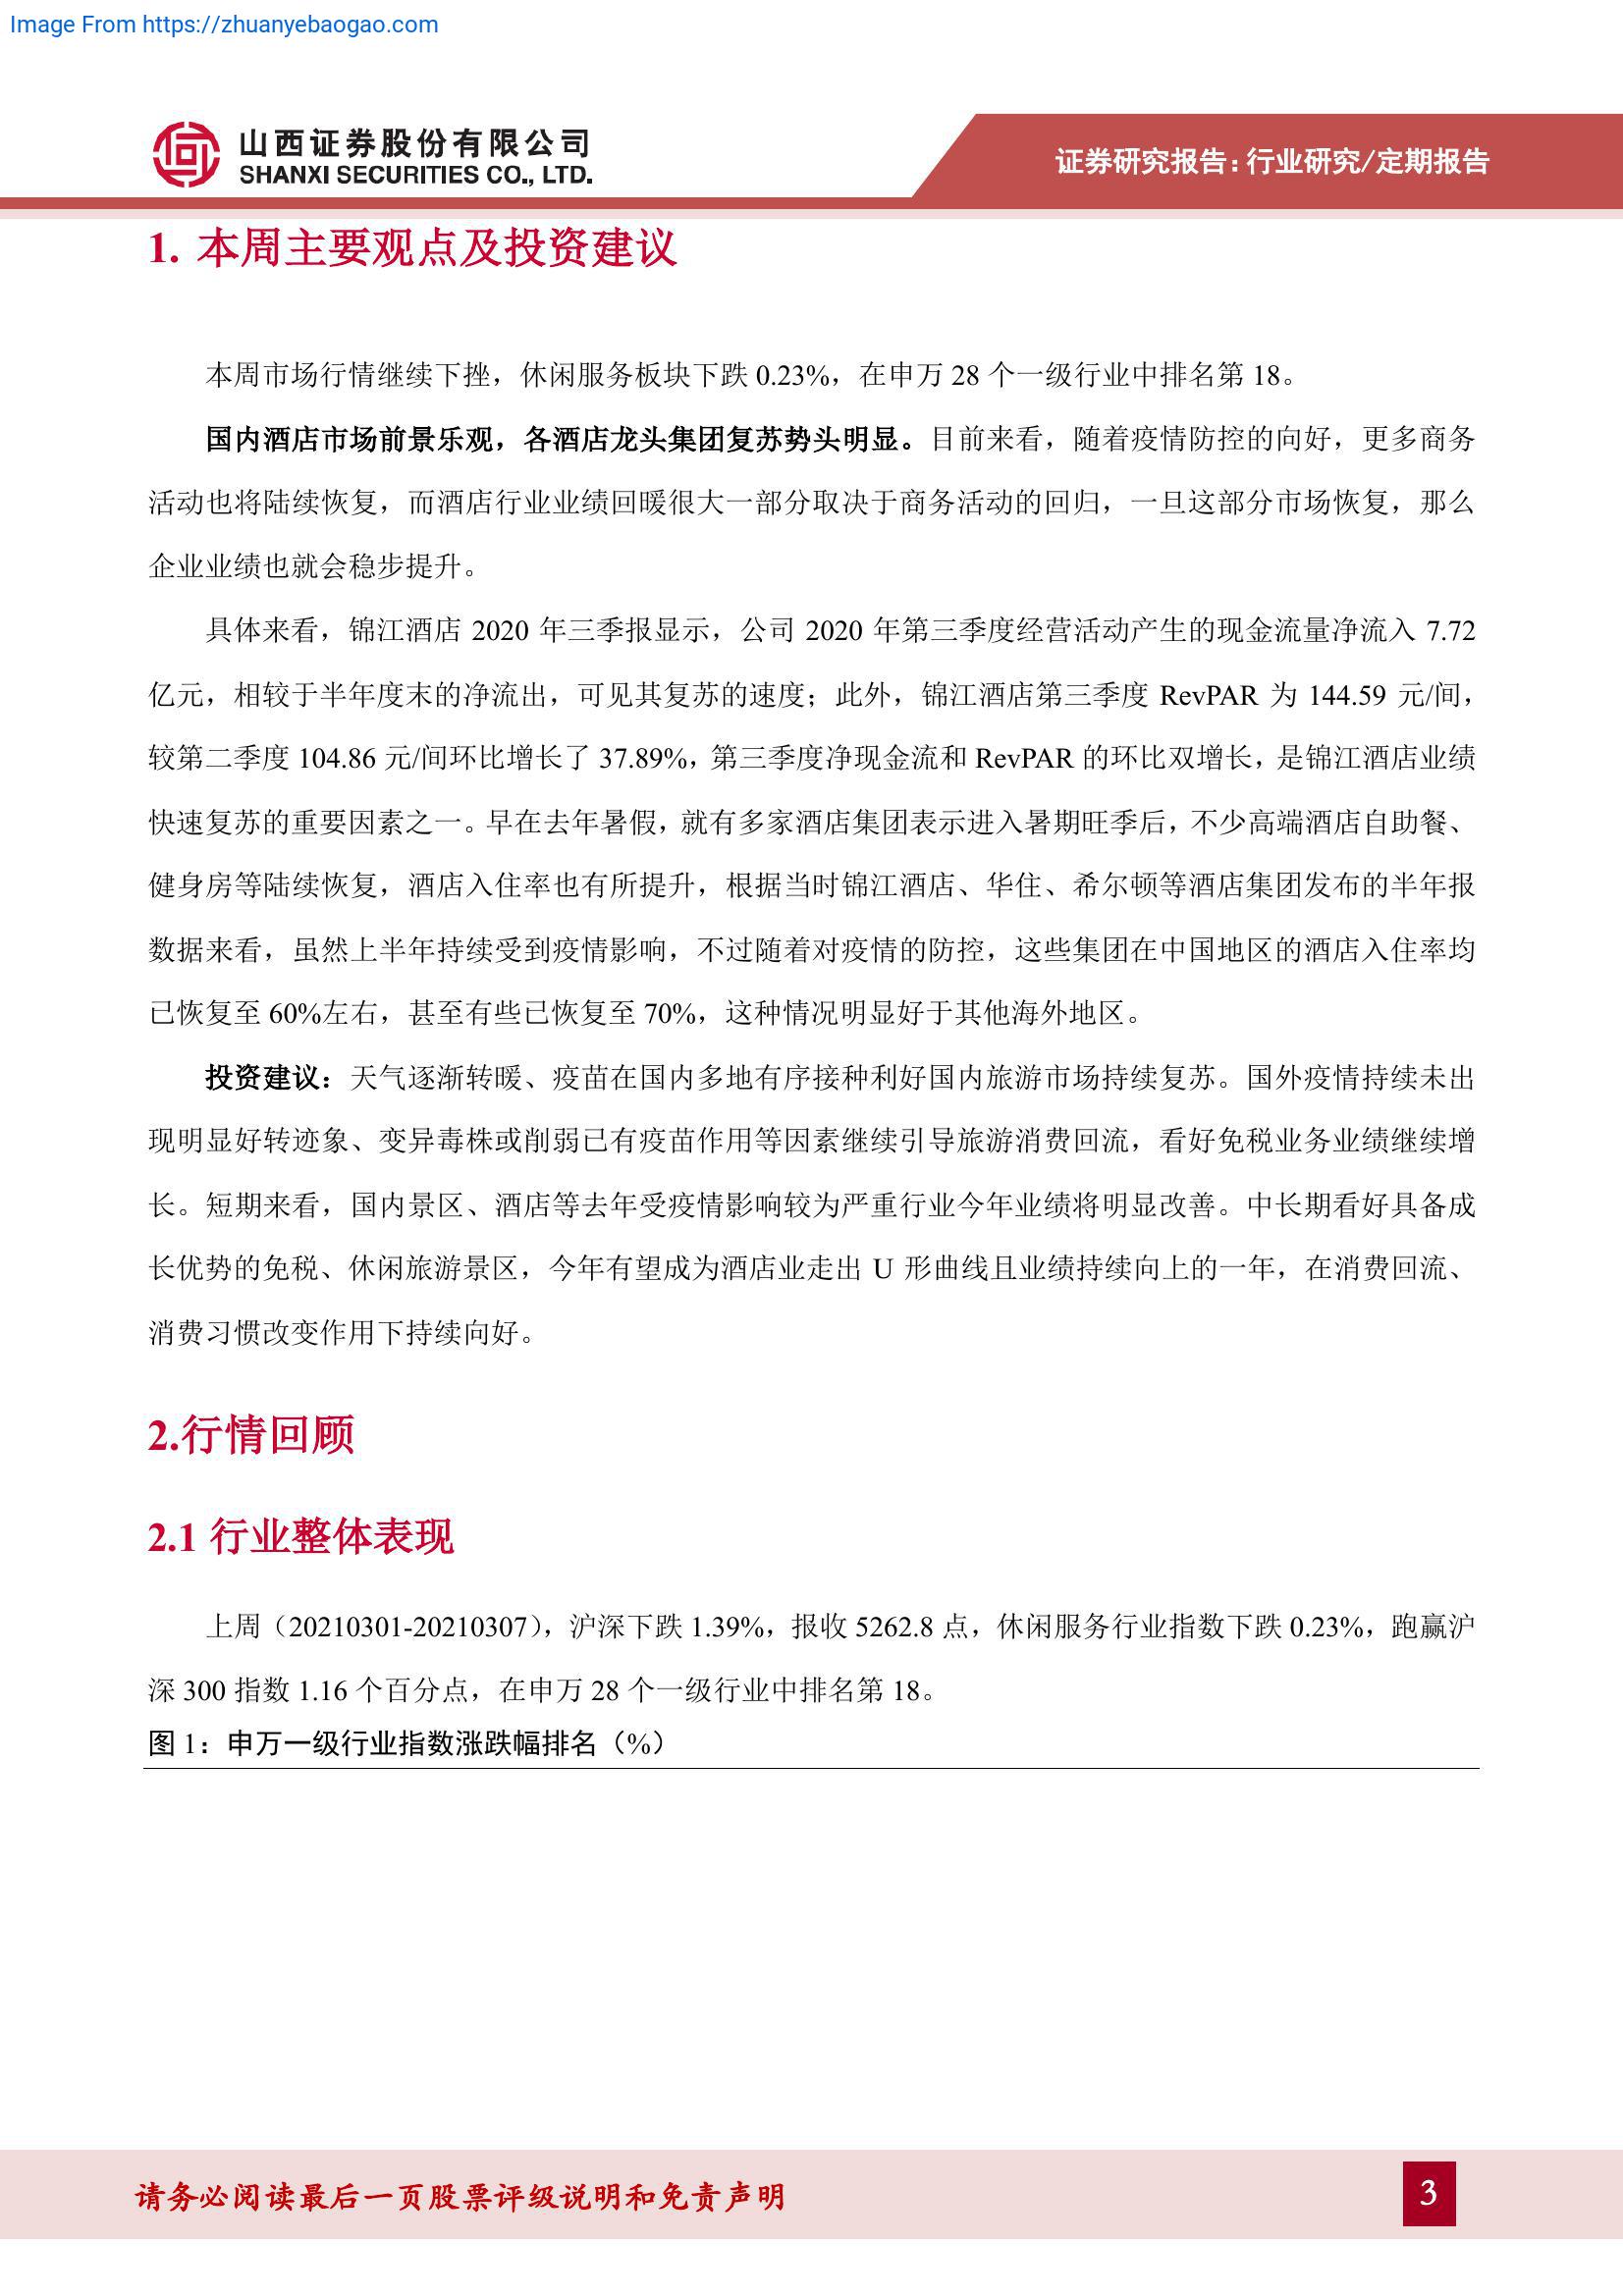 Image From https://zhuanyebaogao.com
山西证券股份有限公司
SHANXI SECURITIES CO., LTD.
证券研究报告：行业研究/定期报告
1. 本周主要观点及投资建议
本周市场行情继续下挫，休闲服务板块下跌 0.23%，在申万 28 个一级行业中排名第 18。
国内酒店市场前景乐观，各酒店龙头集团复苏势头明显。目前来看，随着疫情防控的向好，更多商务
活动也将陆续恢复，而酒店行业业绩回暖很大一部分取决于商务活动的回归，一旦这部分市场恢复，那么
企业业绩也就会稳步提升。
具体来看，锦江酒店 2020 年三季报显示，公司 2020 年第三季度经营活动产生的现金流量净流入 7.72
亿元，相较于半年度末的净流出，可见其复苏的速度；此外，锦江酒店第三季度 RevPAR 为 144.59 元/间，
较第二季度 104.86 元/间环比增长了 37.89%，第三季度净现金流和 RevPAR 的环比双增长，是锦江酒店业绩
快速复苏的重要因素之一。早在去年暑假，就有多家酒店集团表示进入暑期旺季后，不少高端酒店自助餐、
健身房等陆续恢复，酒店入住率也有所提升，根据当时锦江酒店、华住、希尔顿等酒店集团发布的半年报
数据来看，虽然上半年持续受到疫情影响，不过随着对疫情的防控，这些集团在中国地区的酒店入住率均
已恢复至 60%左右，甚至有些已恢复至 70%，这种情况明显好于其他海外地区。
投资建议：天气逐渐转暖、疫苗在国内多地有序接种利好国内旅游市场持续复苏。国外疫情持续未出
现明显好转迹象、变异毒株或削弱已有疫苗作用等因素继续引导旅游消费回流，看好免税业务业绩继续增
长。短期来看，国内景区、酒店等去年受疫情影响较为严重行业今年业绩将明显改善。中长期看好具备成
长优势的免税、休闲旅游景区，今年有望成为酒店业走出 U 形曲线且业绩持续向上的一年，在消费回流、
消费习惯改变作用下持续向好。
2.行情回顾
2.1 行业整体表现
上周（20210301-20210307），沪深下跌 1.39%，报收 5262.8 点，休闲服务行业指数下跌 0.23%，跑赢沪
深 300 指数 1.16 个百分点，在申万 28 个一级行业中排名第 18。
图 1：申万一级行业指数涨跌幅排名（%）
请务必阅读最后一页股票评级说明和免责声明
3